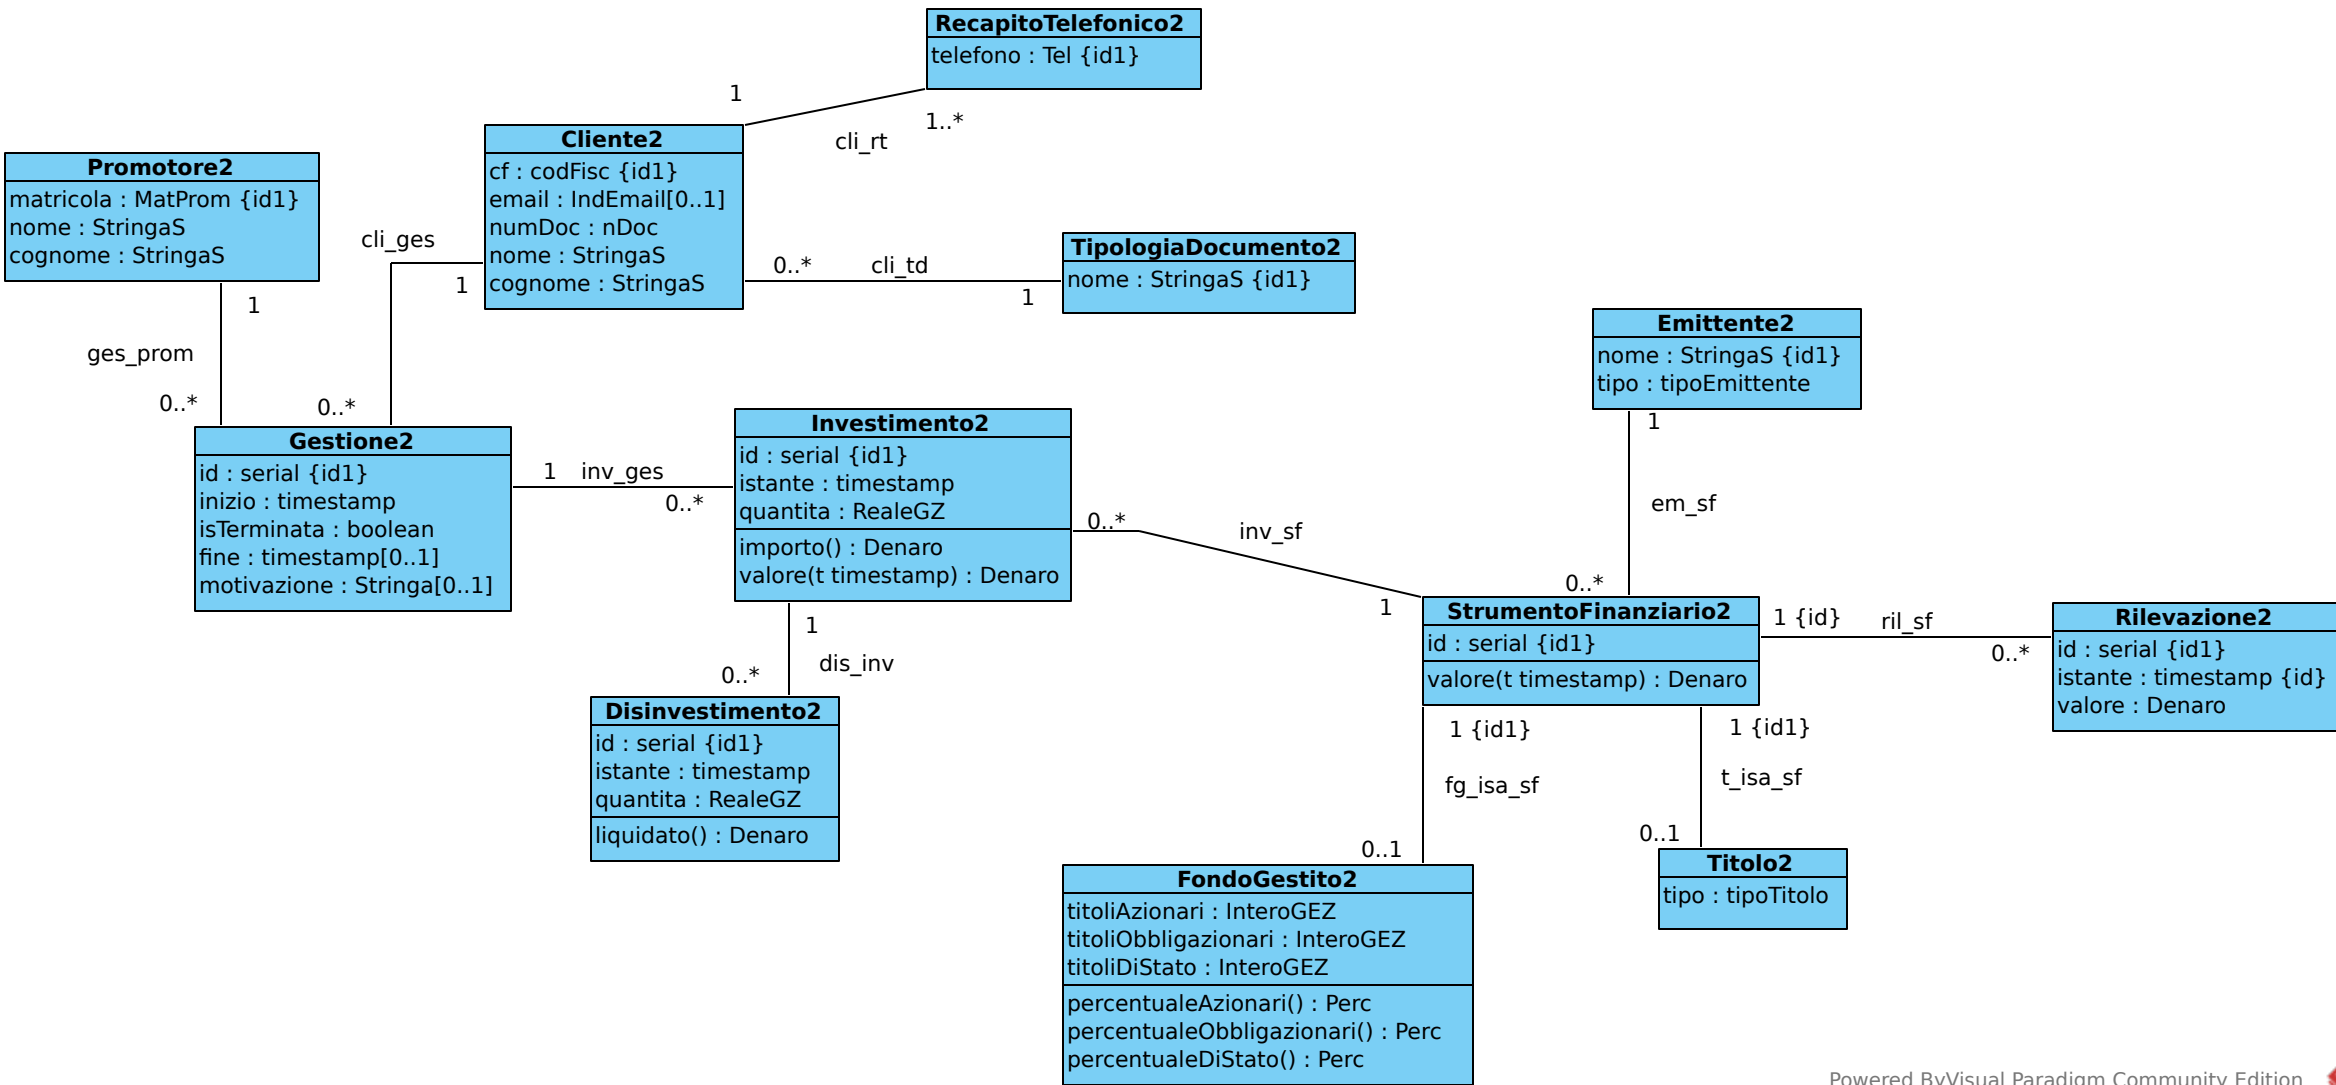 RecapitoTelefonico2
telefono : Tel {id1}
1
1..*
cli_rt
Cliente2
cf : codFisc {id1}
email : IndEmail[0..1]
numDoc : nDoc
nome : StringaS
cognome : StringaS
Promotore2
matricola : MatProm {id1}
nome : StringaS
cognome : StringaS
cli_ges
1
0..*
cli_td
1
TipologiaDocumento2
nome : StringaS {id1}
1
ges_prom
0..*
0..*
Emittente2
nome : StringaS {id1}
tipo : tipoEmittente
1
em_sf
0..*
Gestione2
id : serial {id1}
inizio : timestamp
isTerminata : boolean
fine : timestamp[0..1]
motivazione : Stringa[0..1]
1
inv_ges
0..*
Investimento2
id : serial {id1}
istante : timestamp
quantita : RealeGZ
importo() : Denaro
valore(t timestamp) : Denaro
0..*
inv_sf
1
1
dis_inv
0..*
StrumentoFinanziario2
id : serial {id1}
valore(t timestamp) : Denaro
1 {id}
ril_sf
0..*
Rilevazione2
id : serial {id1}
istante : timestamp {id}
valore : Denaro
Disinvestimento2
id : serial {id1}
istante : timestamp
quantita : RealeGZ
liquidato() : Denaro
1 {id1}
fg_isa_sf
0..1
1 {id1}
t_isa_sf
0..1
Titolo2
tipo : tipoTitolo
FondoGestito2
titoliAzionari : InteroGEZ
titoliObbligazionari : InteroGEZ
titoliDiStato : InteroGEZ
percentualeAzionari() : Perc
percentualeObbligazionari() : Perc
percentualeDiStato() : Perc
Powered ByVisual Paradigm Community Edition